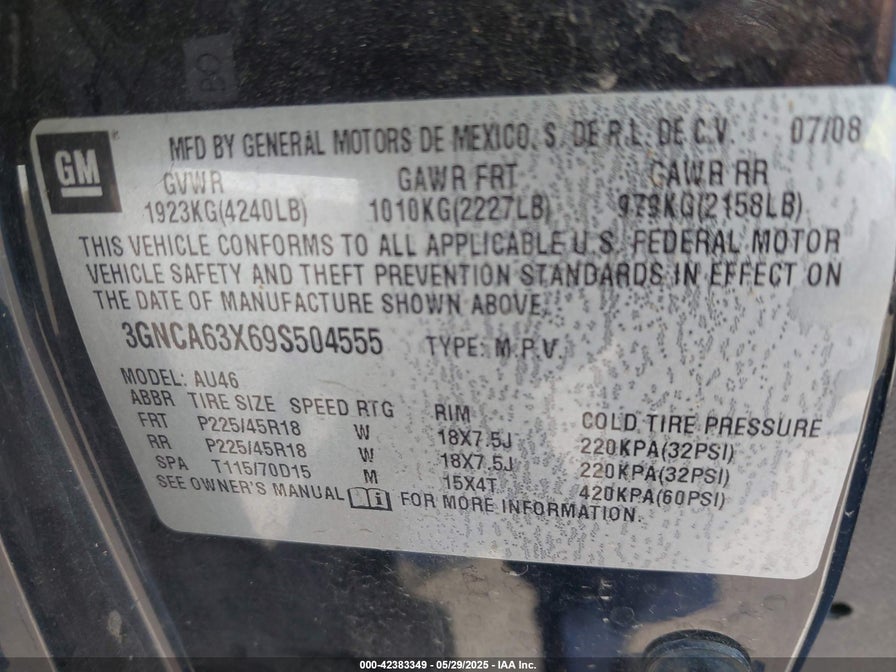 GM MFD BY GENERAL MOTORS DE MEXICO, S. DE R.L. DE C.V. 07/08
GVWR GAWR FRT GAWR RR
1923KG(4240LB) 1010KG(2227LB) 979KG(2158LB)
THIS VEHICLE CONFORMS TO ALL APPLICABLE U.S. FEDERAL MOTOR
VEHICLE SAFETY AND THEFT PREVENTION STANDARDS IN EFFECT ON
THE DATE OF MANUFACTURE SHOWN ABOVE.
3GNCA63X69S504555 TYPE: M.P.V.
MODEL: AU46
ABBR TIRE SIZE SPEED RTG RIM COLD TIRE PRESSURE
FRT P225/45R18 W 18X7.5J 220KPA(32PSI)
RR P225/45R18 W 18X7.5J 220KPA(32PSI)
SPA T115/70D15 M 15X4T 420KPA(60PSI)
SEE OWNER'S MANUAL i FOR MORE INFORMATION.
000-42383349 - 05/29/2025 - IAA Inc.